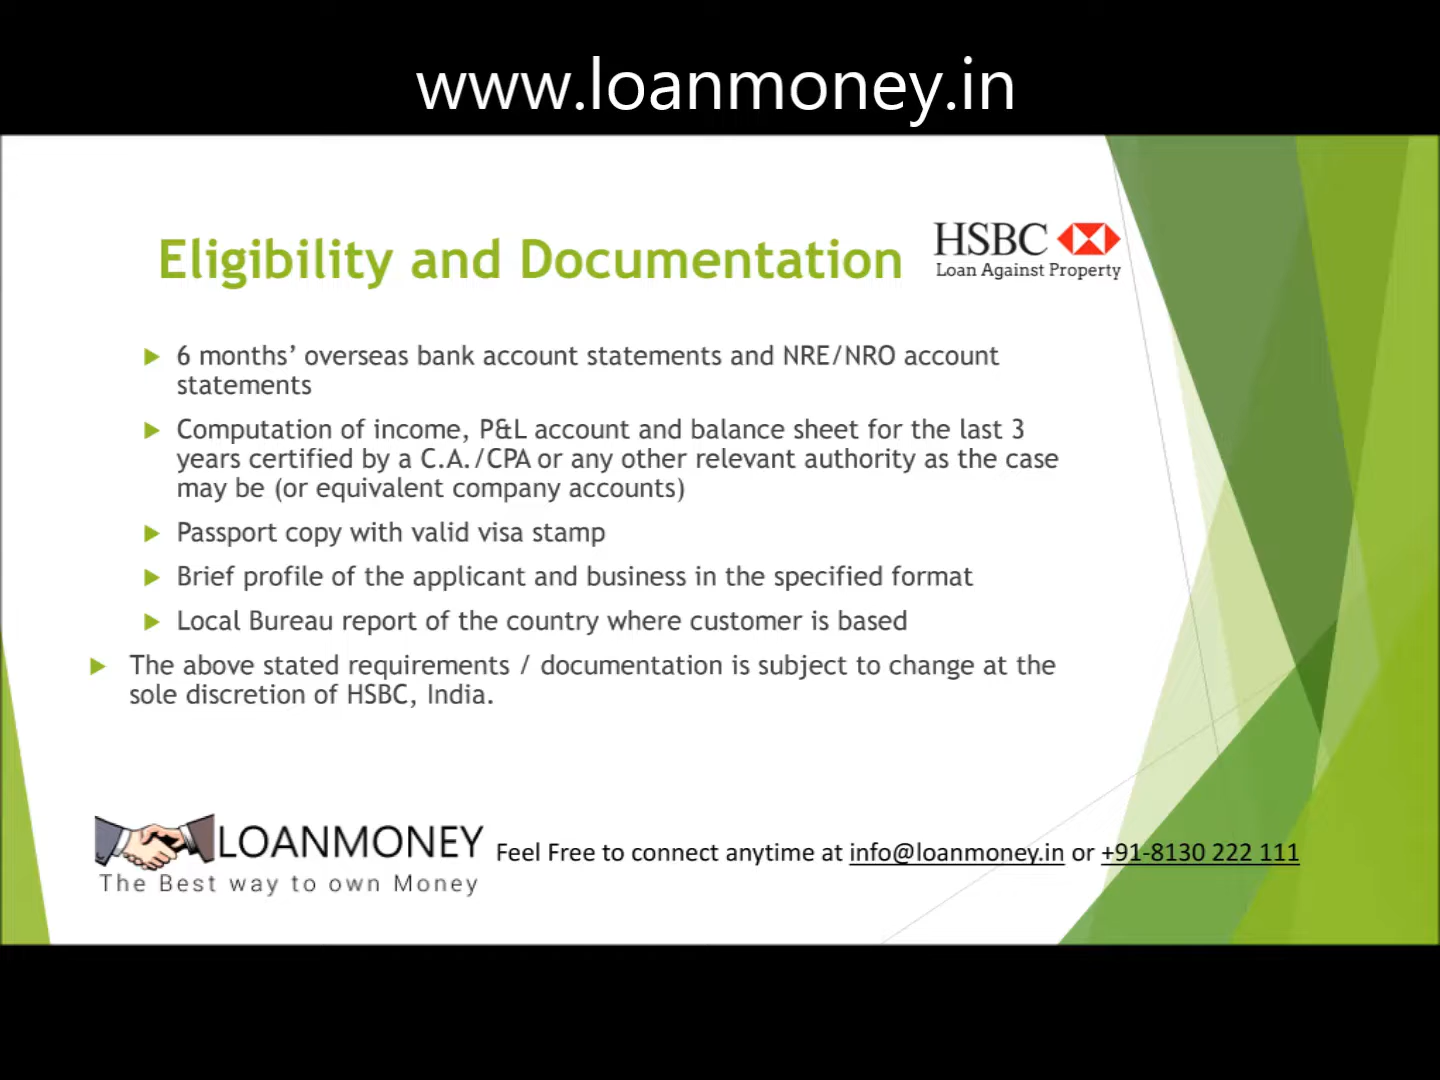 www.loanmoney.in
Eligibility and Documentation
HSBC
Loan Against Property
6 months’ overseas bank account statements and NRE/NRO account
statements
Computation of income, P&L account and balance sheet for the last 3
years certified by a C.A./CPA or any other relevant authority as the case
may be (or equivalent company accounts)
Passport copy with valid visa stamp
Brief profile of the applicant and business in the specified format
Local Bureau report of the country where customer is based
The above stated requirements / documentation is subject to change at the
sole discretion of HSBC, India.
LOANMONEY
The Best way to own Money
Feel Free to connect anytime at info@loanmoney.in or +91-8130 222 111